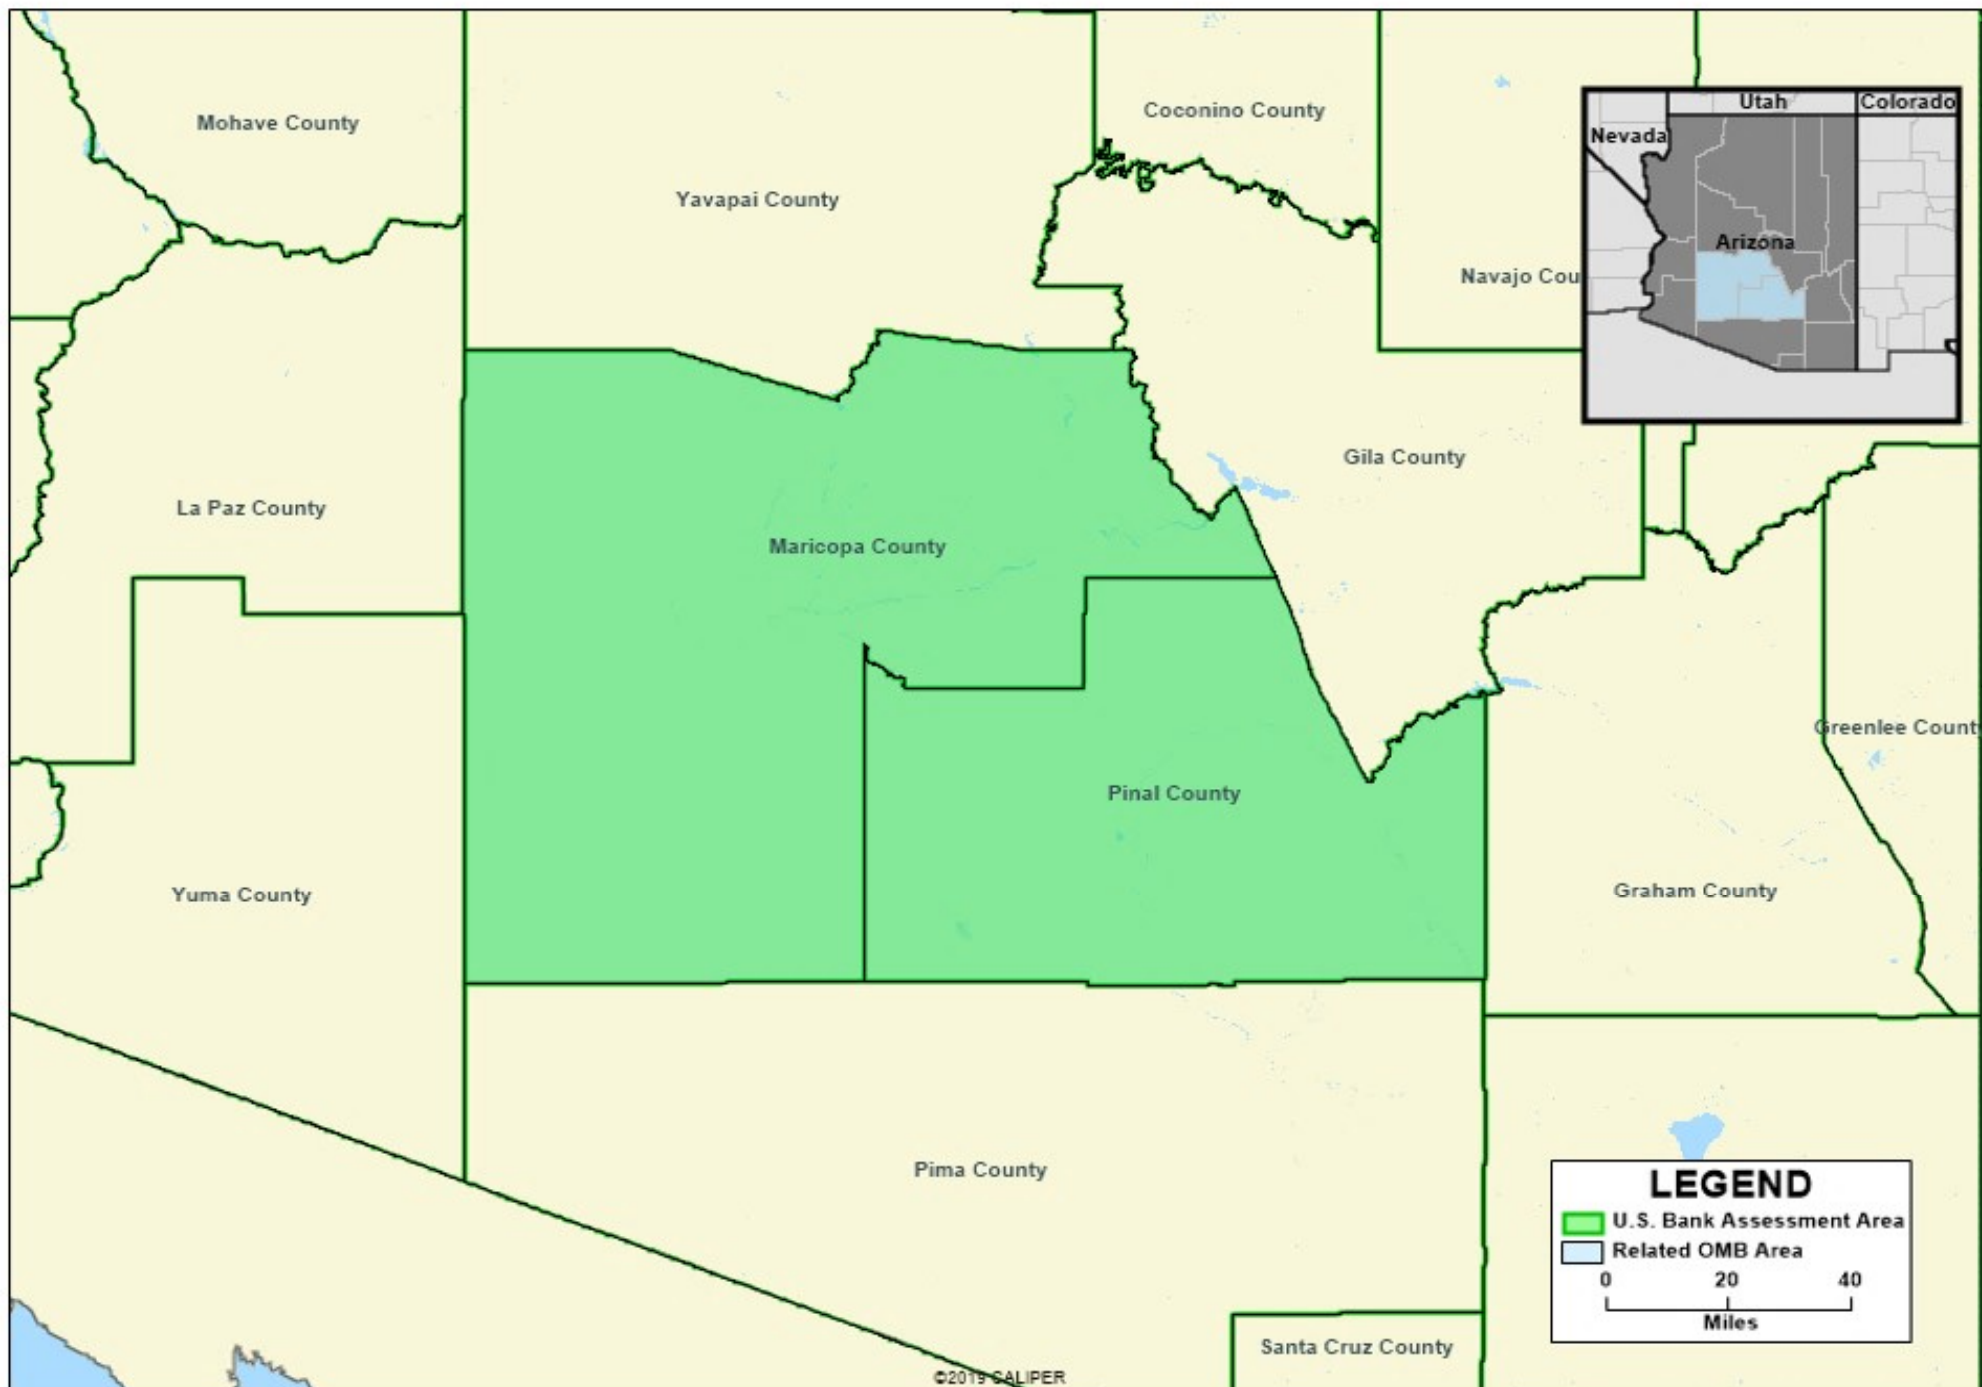 Utah
Colorado
Nevada
Arizona
Mohave County
Coconino County
Yavapai County
Navajo Cou
Gila County
La Paz County
Maricopa County
Greenlee Count
Pinal County
Yuma County
Graham County
Pima County
LEGEND
U.S. Bank Assessment Area
Related OMB Area
0 20 40
Miles
Santa Cruz County
©2019 CALIPER